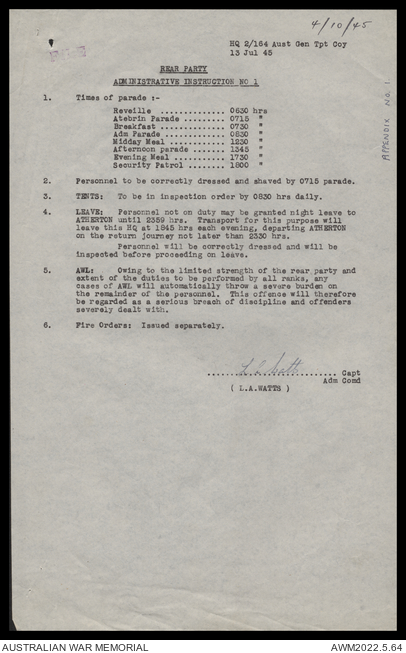 4/10/45
HQ 2/164 Aust Gen Tpt Coy
13 Jul 45
REAR PARTY
ADMINISTRATIVE INSTRUCTION NO 1
APPENDIX NO. 1.
1. Times of parade :-
Reveille .............. 0630 hrs
Atebrin Parade ........ 0715 "
Breakfast ............. 0730 "
Adm Parade ............ 0830 "
Midday Meal ........... 1230 "
Afternoon parade ...... 1345 "
Evening Meal .......... 1730 "
Security Patrol ....... 1800 "
2. Personnel to be correctly dressed and shaved by 0715 parade.
3. TENTS: To be in inspection order by 0830 hrs daily.
4. LEAVE: Personnel not on duty may be granted night leave to
ATHERTON until 2359 hrs. Transport for this purpose will
leave this HQ at 1845 hrs each evening, departing ATHERTON
on the return journey not later than 2330 hrs.
Personnel will be correctly dressed and will be
inspected before proceeding on leave.
5. AWL: Owing to the limited strength of the rear party and
extent of the duties to be performed by all ranks, any
cases of AWL will automatically throw a severe burden on
the remainder of the personnel. This offence will therefore
be regarded as a serious breach of discipline and offenders
severely dealt with.
6. Fire Orders: Issued separately.
L A Watts
........................ Capt
Adm Comd
( L.A.WATTS )
AUSTRALIAN WAR MEMORIAL
AWM2022.5.64